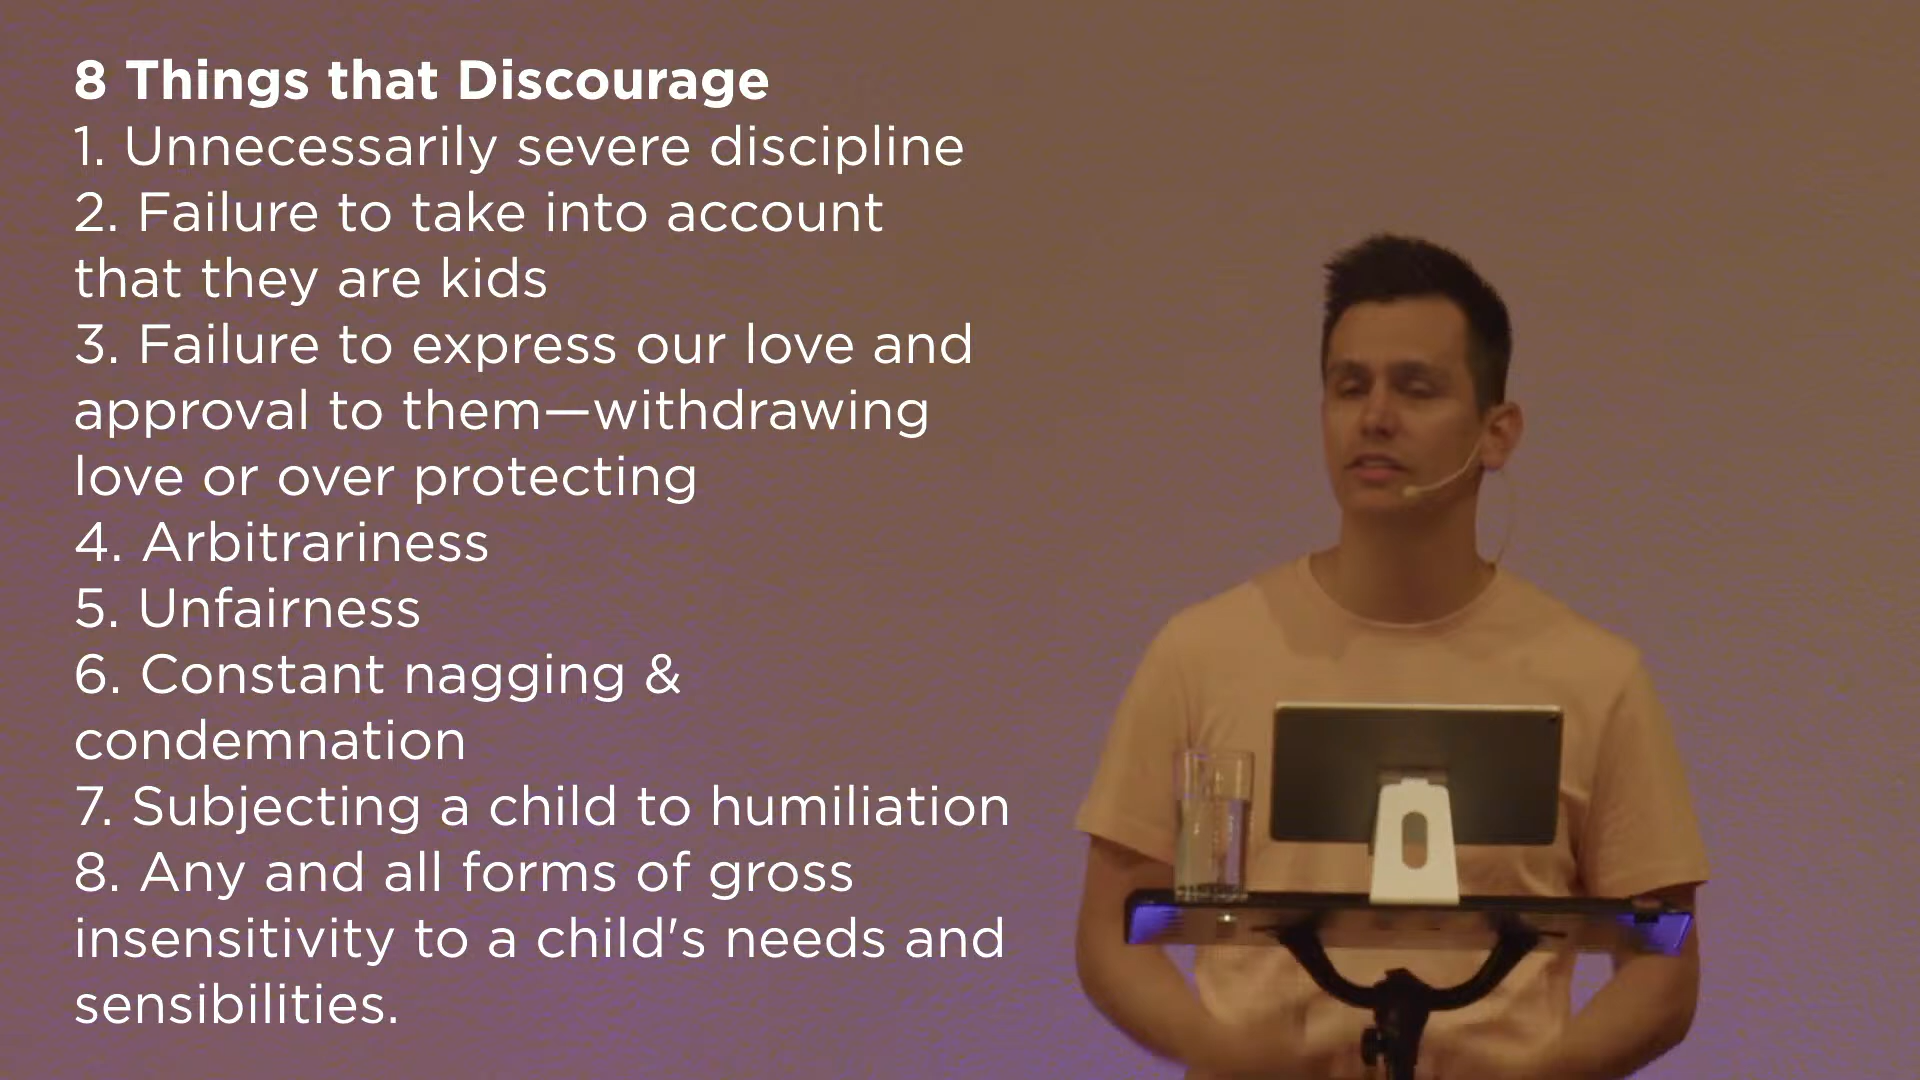 8 Things that Discourage
1. Unnecessarily severe discipline
2. Failure to take into account
that they are kids
3. Failure to express our love and
approval to them—withdrawing
love or over protecting
4. Arbitrariness
5. Unfairness
6. Constant nagging &
condemnation
7. Subjecting a child to humiliation
8. Any and all forms of gross
insensitivity to a child's needs and
sensibilities.